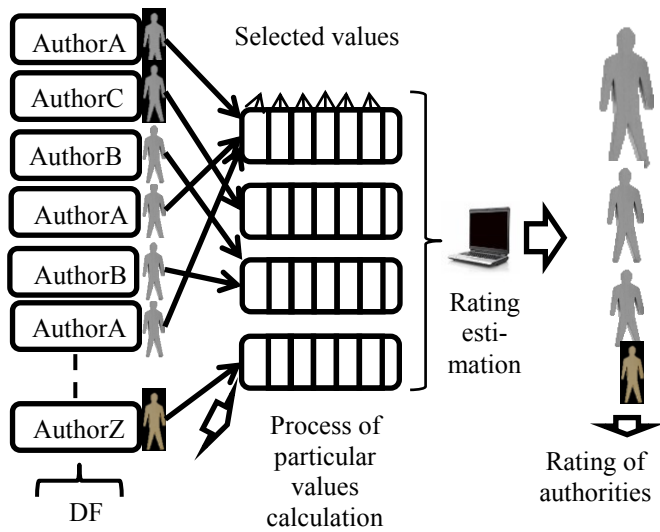 AuthorA
AuthorC
AuthorB
AuthorA
AuthorB
AuthorA
AuthorZ
DF
Selected values
Process of
particular
values
calculation
Rating
esti-
mation
Rating of
authorities